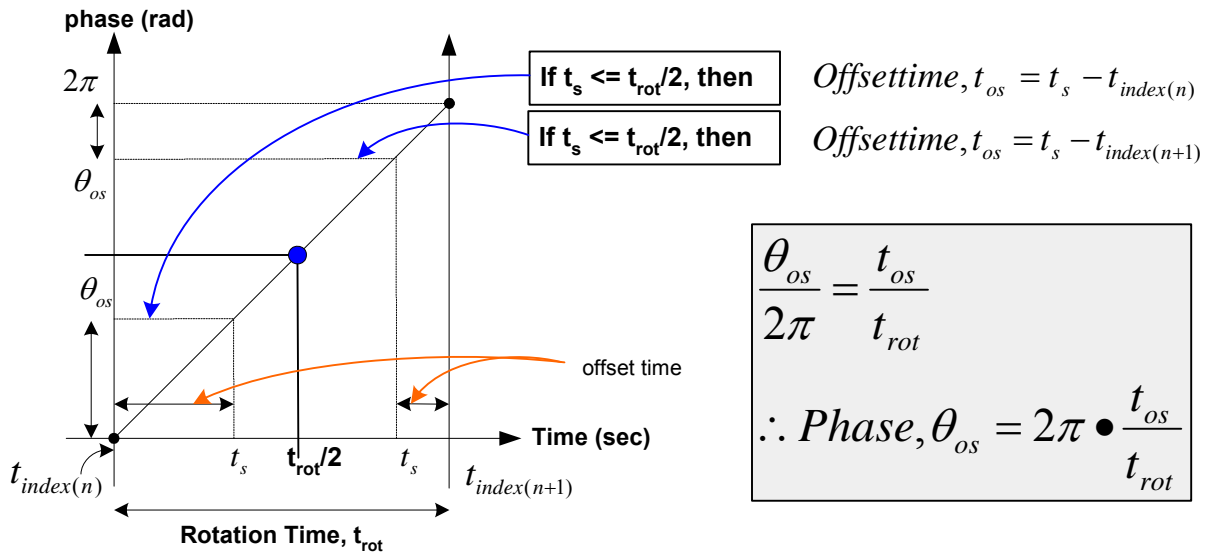 phase (rad)
2π
θos
θos
If ts <= trot/2, then
Offsettime, tos = ts − tindex(n)
If ts <= trot/2, then
Offsettime, tos = ts − tindex(n+1)
θos/2π = tos/trot
∴ Phase, θos = 2π • tos/trot
offset time
Time (sec)
tindex(n)
ts
trot/2
ts
tindex(n+1)
Rotation Time, trot